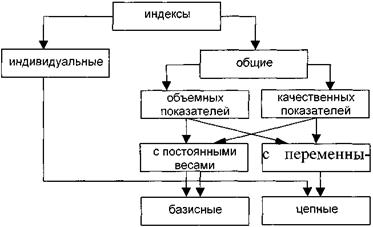 индексы
индивидуальные
общие
объемных
показателей
качественных
показателей
с постоянными
весами
с переменны-
базисные
цепные